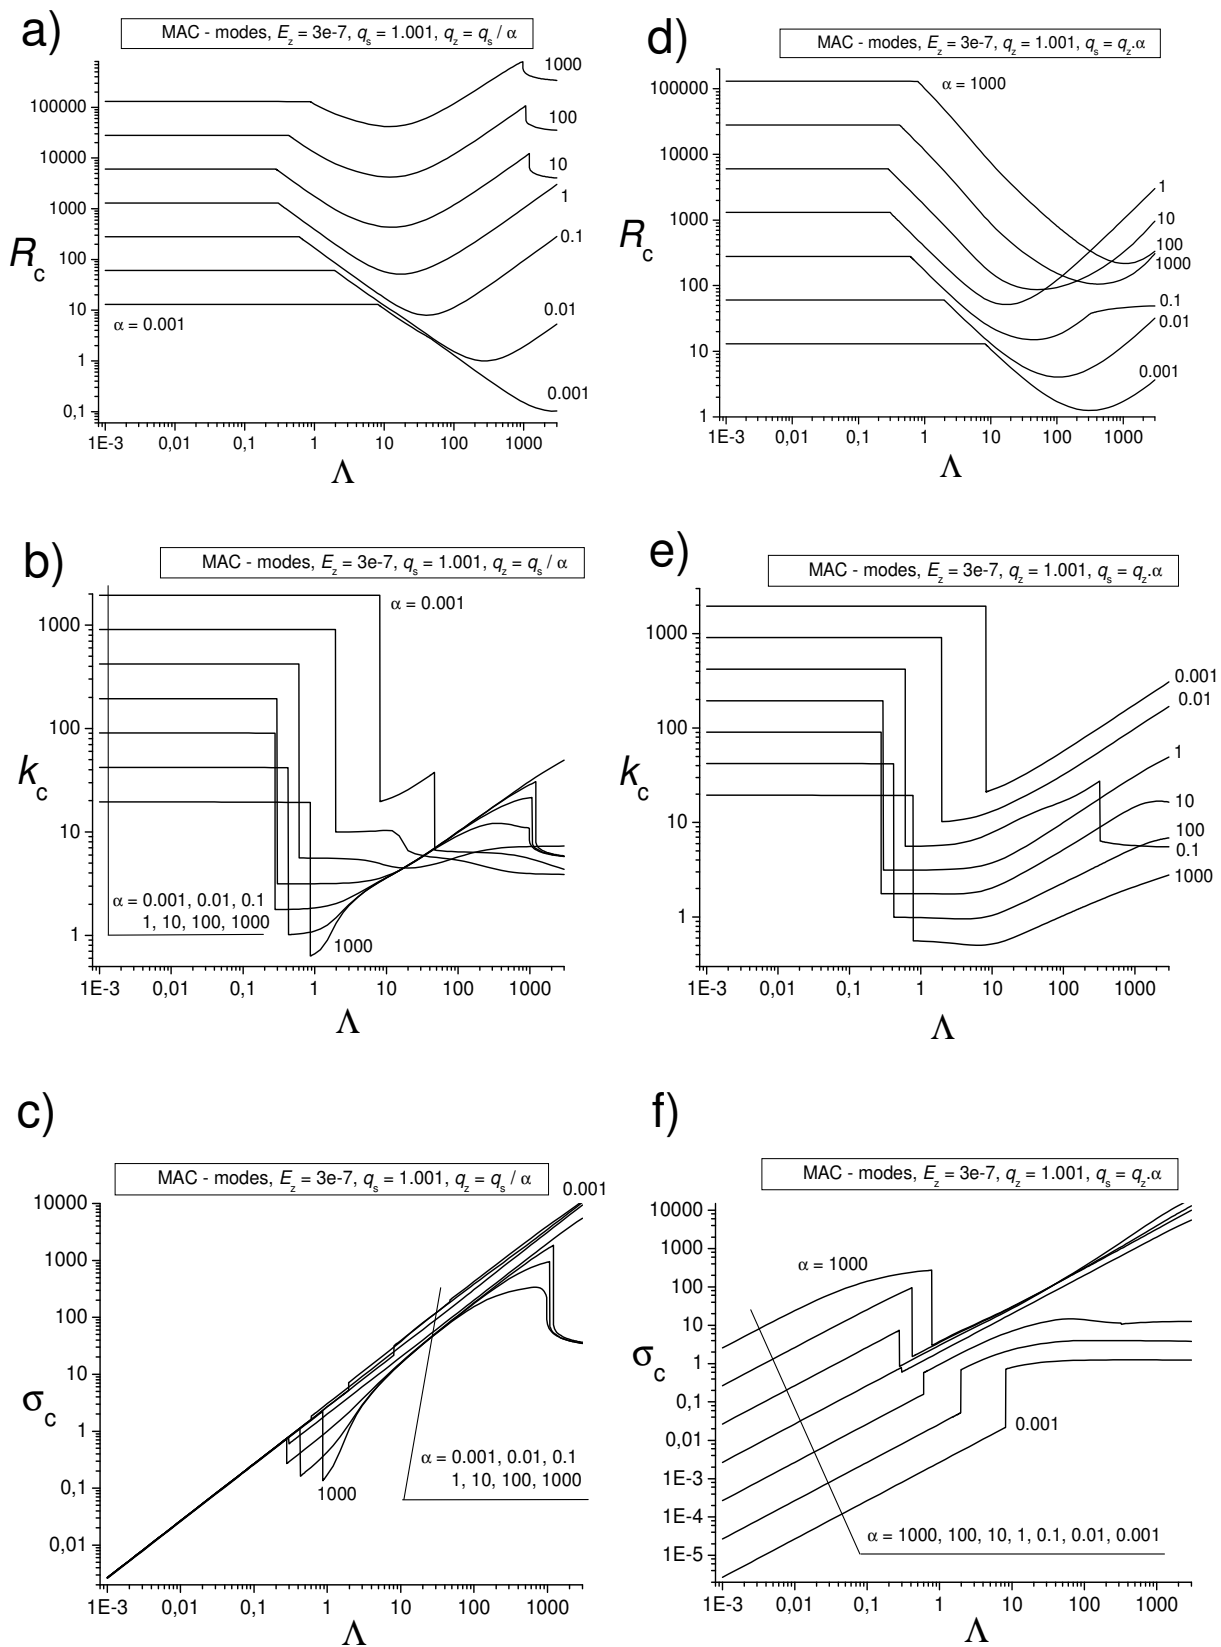 a)
MAC - modes, E_z = 3e-7, q_s = 1.001, q_z = q_s / α
1000
100000
100
10000
10
1000
1
R_c
100
0.1
10
0.01
α = 0.001
1
0.001
0,1
1E-3 0,01 0,1 1 10 100 1000
Λ
d)
MAC - modes, E_z = 3e-7, q_z = 1.001, q_s = q_z.α
100000
α = 1000
10000
1
1000
10
R_c
100
1000
100
0.1
0.01
10
0.001
1
1E-3 0,01 0,1 1 10 100 1000
Λ
b)
MAC - modes, E_z = 3e-7, q_s = 1.001, q_z = q_s / α
α = 0.001
1000
100
k_c
10
α = 0.001, 0.01, 0.1
1, 10, 100, 1000
1
1000
1E-3 0,01 0,1 1 10 100 1000
Λ
e)
MAC - modes, E_z = 3e-7, q_z = 1.001, q_s = q_z.α
1000
0.001
0.01
100
1
k_c
10
10
100
0.1
1000
1
1E-3 0,01 0,1 1 10 100 1000
Λ
c)
MAC - modes, E_z = 3e-7, q_s = 1.001, q_z = q_s / α
0.001
10000
1000
100
10
σ_c
1
α = 0.001, 0.01, 0.1
1, 10, 100, 1000
1000
0,1
0,01
1E-3 0,01 0,1 1 10 100 1000
Λ
f)
MAC - modes, E_z = 3e-7, q_z = 1.001, q_s = q_z.α
10000
1000
α = 1000
100
10
σ_c
1
0,1
0.001
0,01
1E-3
1E-4
α = 1000, 100, 10, 1, 0.1, 0.01, 0.001
1E-5
1E-3 0,01 0,1 1 10 100 1000
Λ